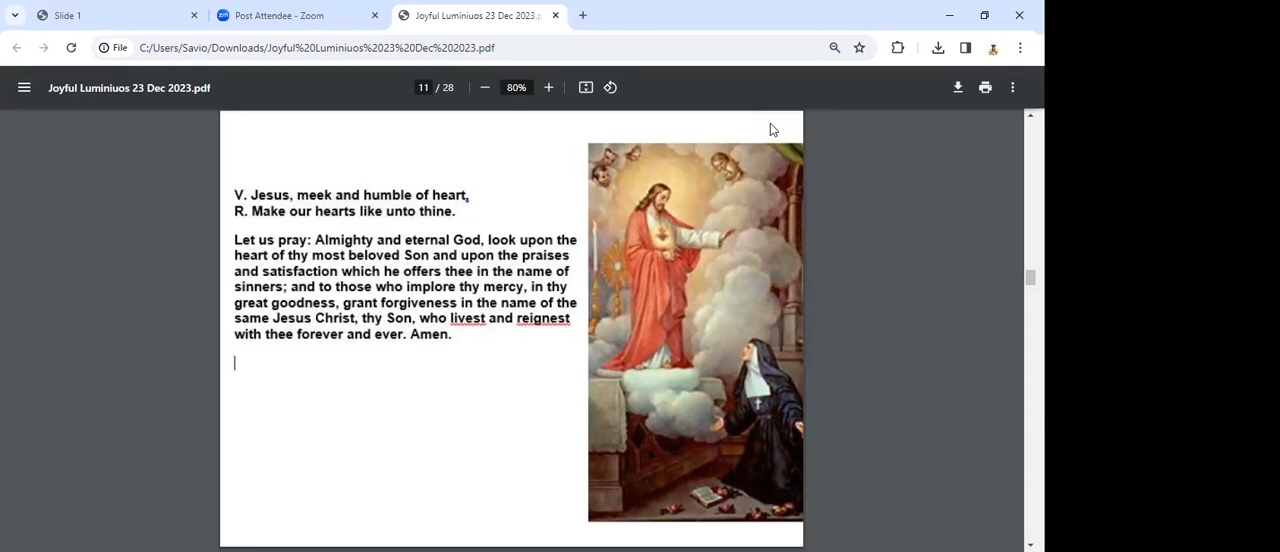 Slide 1
zm
Post Attendee - Zoom
Joyful Luminiuos 23 Dec 2023.p
File
C:/Users/Savio/Downloads/Joyful%20Luminiuos%2023%20Dec%202023.pdf
Joyful Luminiuos 23 Dec 2023.pdf
11 / 28
80%
V. Jesus, meek and humble of heart,
R. Make our hearts like unto thine.
Let us pray: Almighty and eternal God, look upon the
heart of thy most beloved Son and upon the praises
and satisfaction which he offers thee in the name of
sinners; and to those who implore thy mercy, in thy
great goodness, grant forgiveness in the name of the
same Jesus Christ, thy Son, who livest and reignest
with thee forever and ever. Amen.